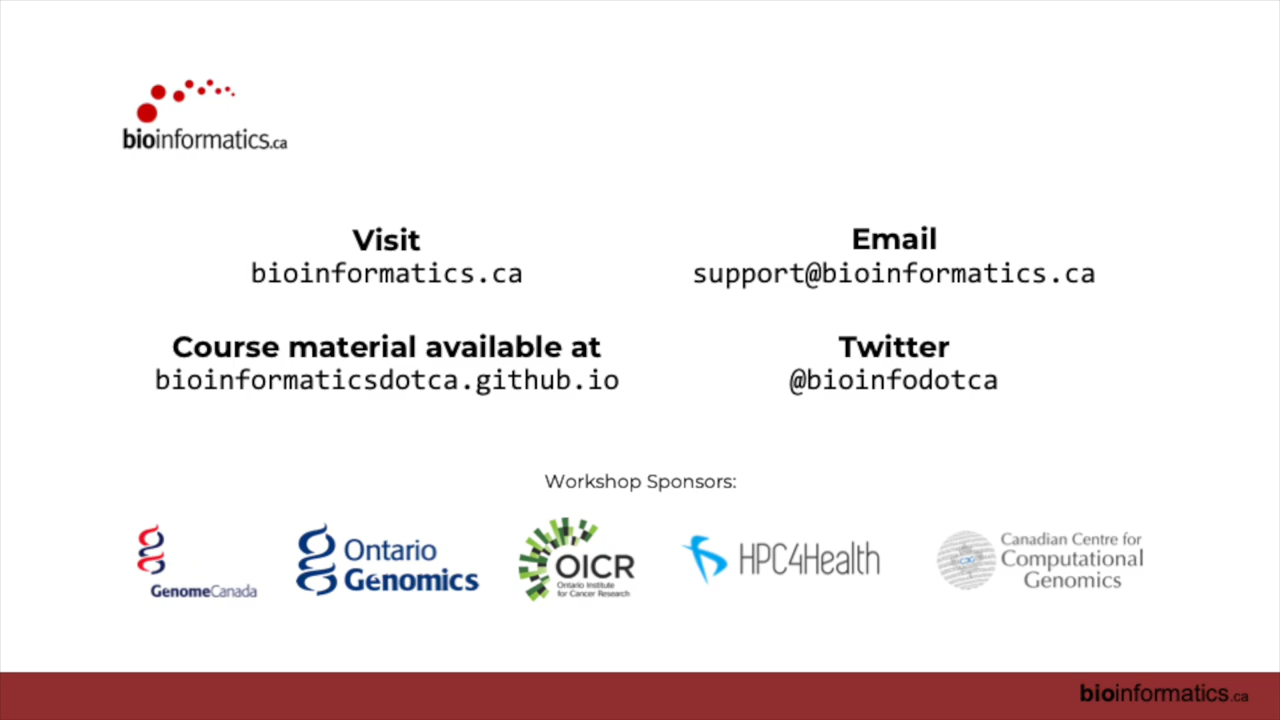 bioinformatics.ca
Visit
bioinformatics.ca
Email
support@bioinformatics.ca
Course material available at
bioinformaticsdotca.github.io
Twitter
@bioinfodotca
Workshop Sponsors:
GenomeCanada
Ontario
Genomics
OICR
Ontario Institute
for Cancer Research
HPC4Health
Canadian Centre for
Computational
Genomics
bioinformatics.ca